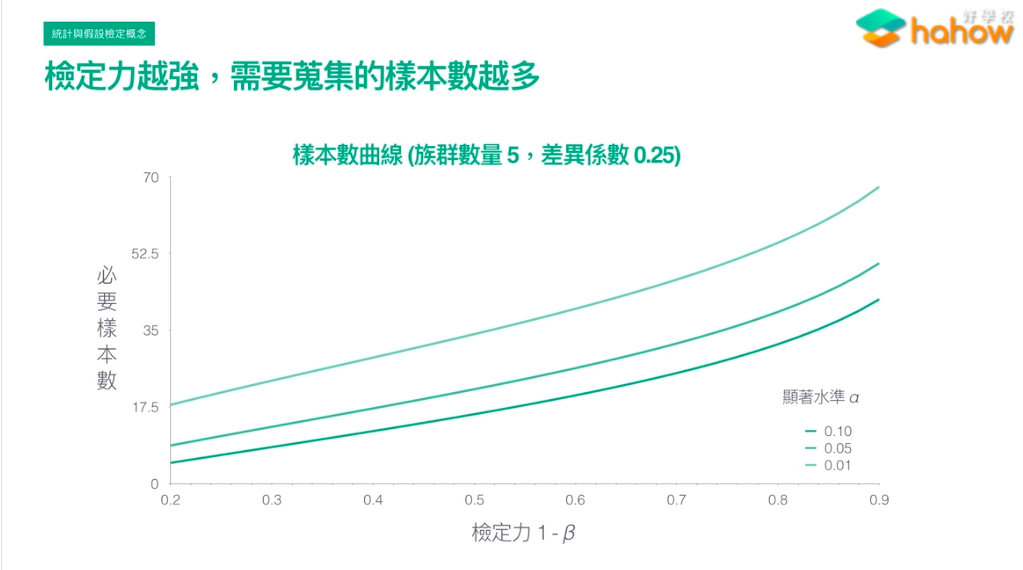 統計與假設檢定概念
好學校
hahow
檢定力越強，需要蒐集的樣本數越多
樣本數曲線 (族群數量 5，差異係數 0.25)
70
52.5
35
17.5
0
必要樣本數
0.2 0.3 0.4 0.5 0.6 0.7 0.8 0.9
檢定力 1 - β
顯著水準 α
0.10
0.05
0.01